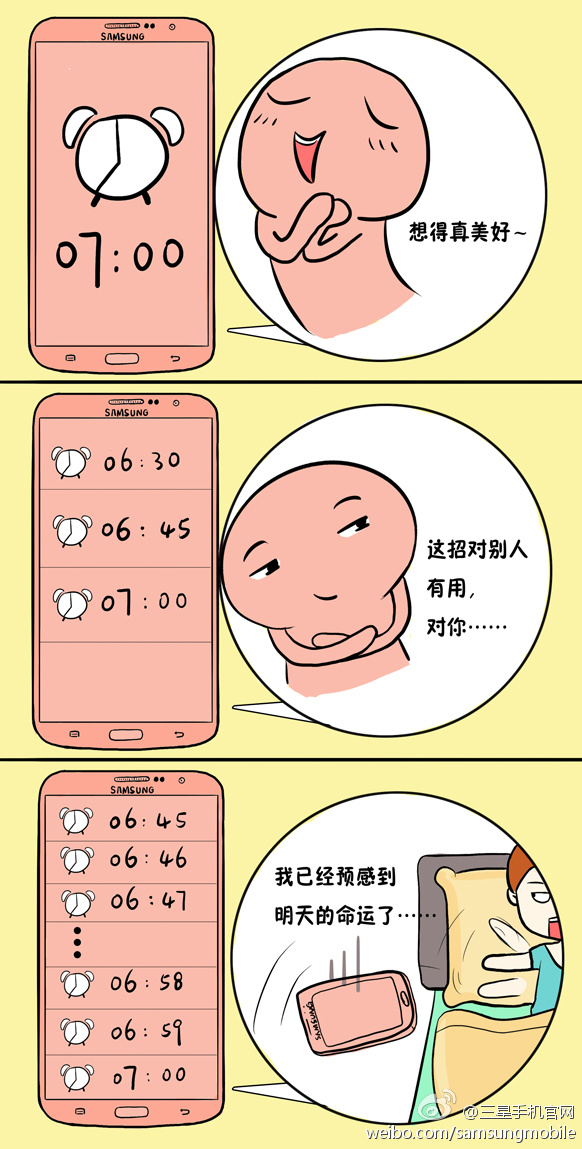 SAMSUNG
07:00
想得真美好~
SAMSUNG
06:30
06:45
07:00
这招对别人
有用,
对你……
SAMSUNG
06:45
06:46
06:47
06:58
06:59
07:00
我已经预感到
明天的命运了……
SAMSUNG
@三星手机官网
weibo.com/samsungmobile